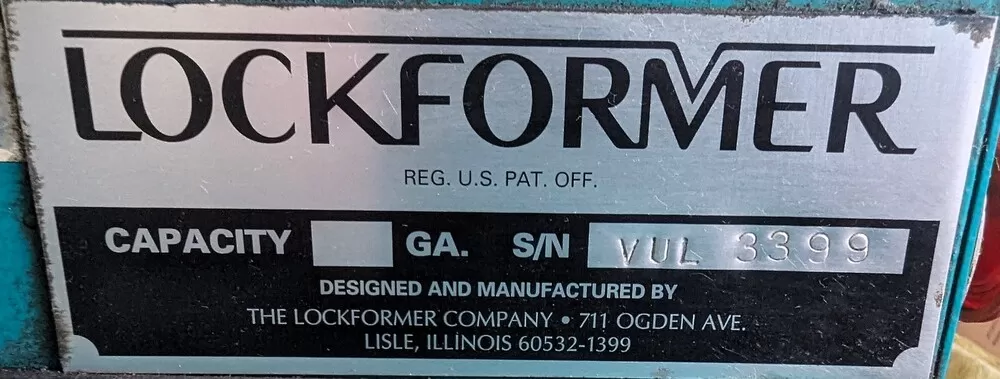 LOCKFORMER
REG. U.S. PAT. OFF.
CAPACITY GA. S/N VUL 3399
DESIGNED AND MANUFACTURED BY
THE LOCKFORMER COMPANY • 711 OGDEN AVE.
LISLE, ILLINOIS 60532-1399